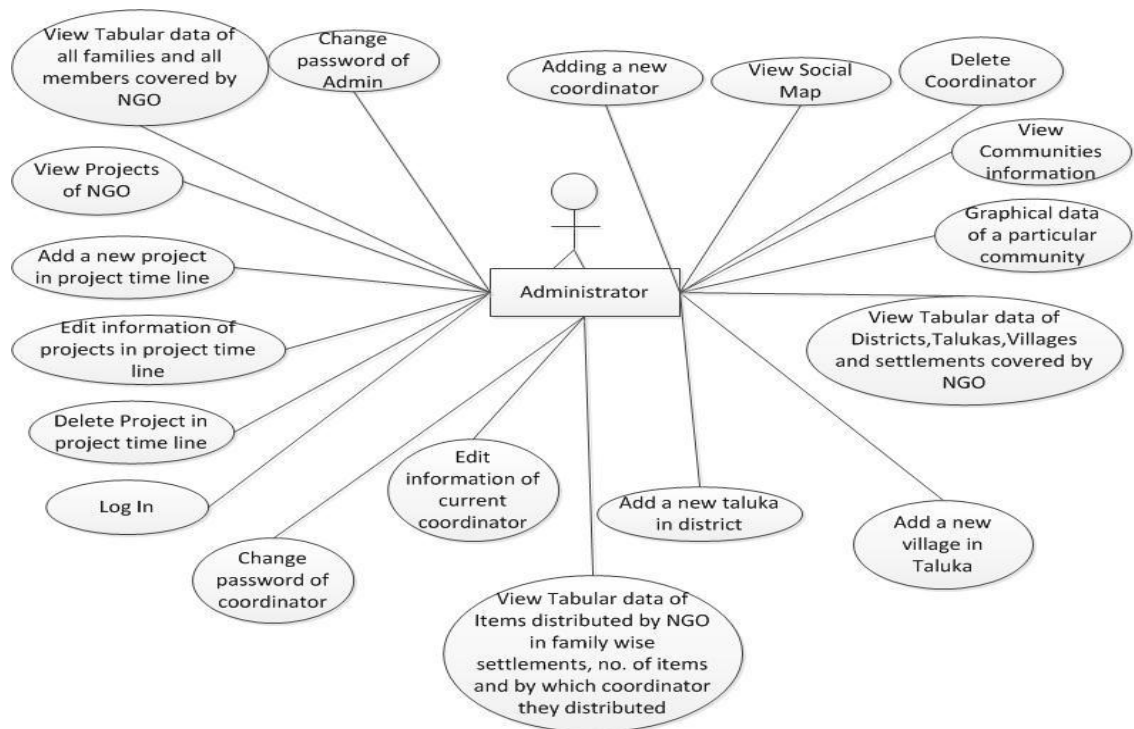 View Tabular data of
all families and all
members covered by
NGO
Change
password of
Admin
Adding a new
coordinator
View Social
Map
Delete
Coordinator
View
Communities
information
View Projects
of NGO
Graphical data
of a particular
community
Add a new project
in project time line
Administrator
View Tabular data of
Districts,Talukas,Villages
and settlements covered by
NGO
Edit information of
projects in project time
line
Delete Project in
project time line
Edit
information of
current
coordinator
Log In
Add a new taluka
in district
Add a new
village in
Taluka
Change
password of
coordinator
View Tabular data of
Items distributed by NGO
in family wise
settlements, no. of items
and by which coordinator
they distributed